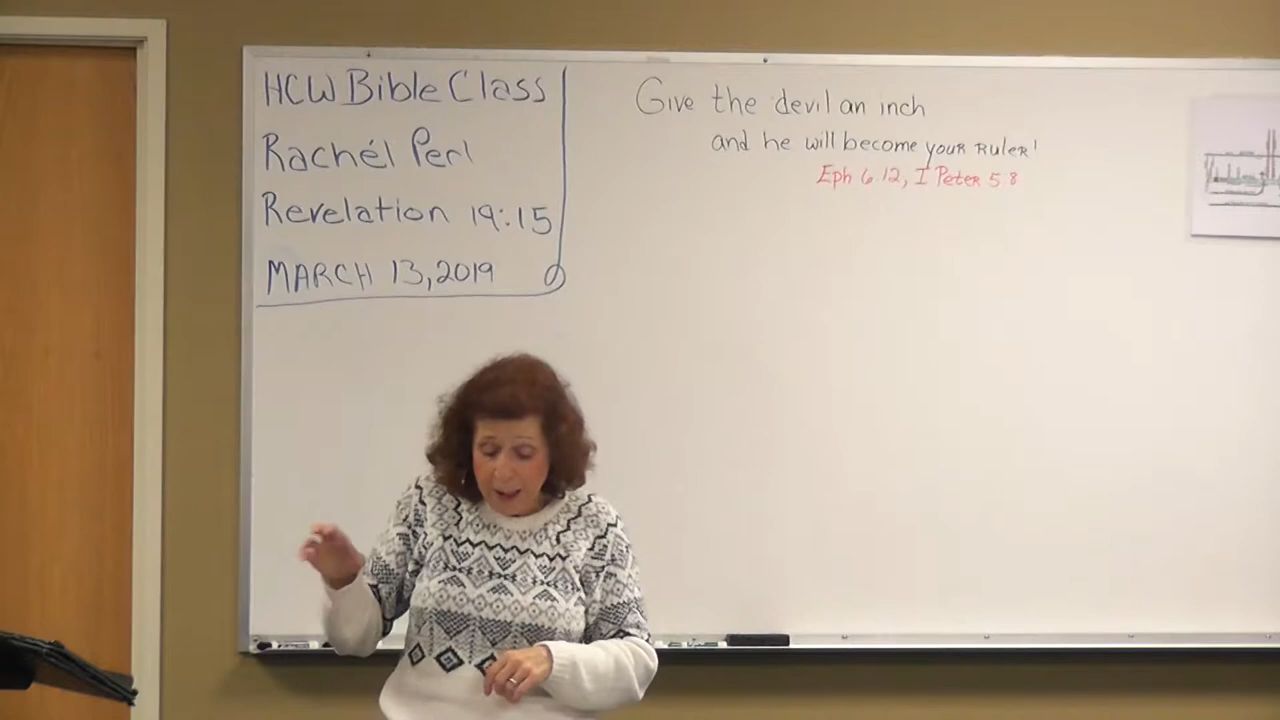 HCW Bible Class
Rachél Perl
Revelation 19:15
MARCH 13, 2019
Give the devil an inch
and he will become your RULER!
Eph 6:12, I Peter 5:8